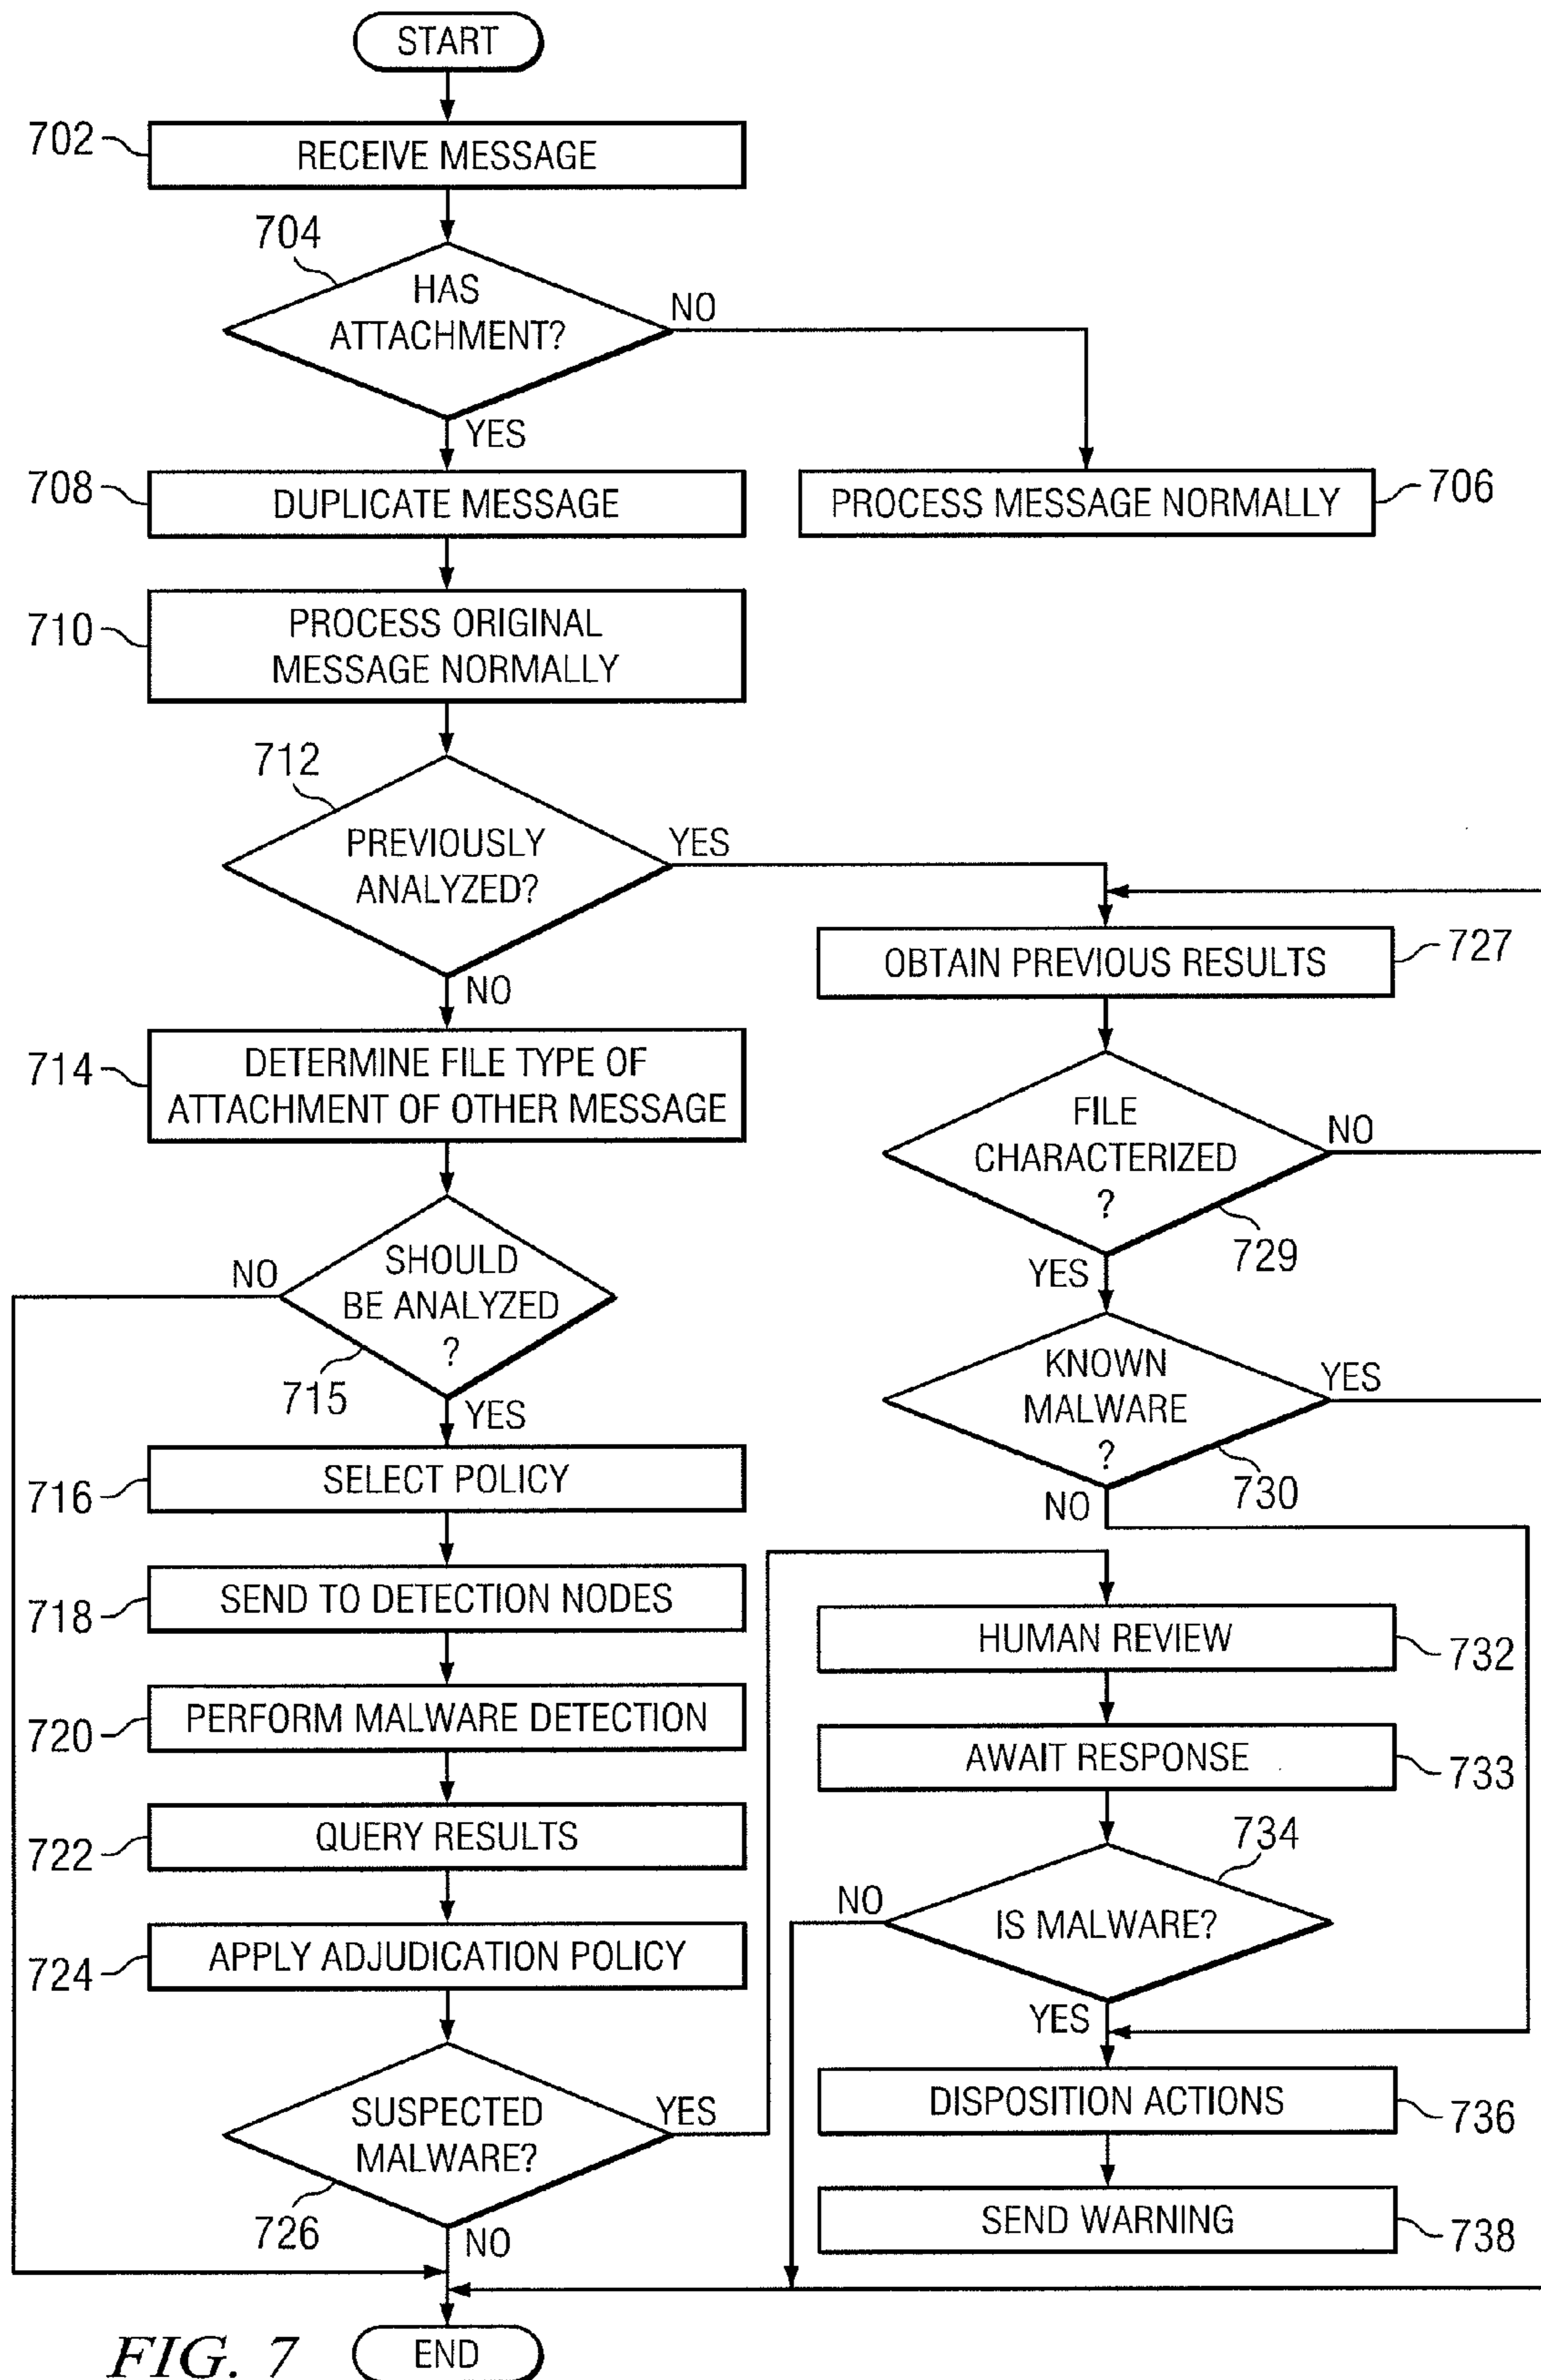 START
702
RECEIVE MESSAGE
704
HAS
ATTACHMENT?
NO
YES
708
DUPLICATE MESSAGE
PROCESS MESSAGE NORMALLY
706
710
PROCESS ORIGINAL
MESSAGE NORMALLY
712
PREVIOUSLY
ANALYZED?
YES
NO
OBTAIN PREVIOUS RESULTS
727
714
DETERMINE FILE TYPE OF
ATTACHMENT OF OTHER MESSAGE
FILE
CHARACTERIZED
?
NO
729
YES
NO
SHOULD
BE ANALYZED
?
715
YES
KNOWN
MALWARE
?
YES
730
NO
716
SELECT POLICY
718
SEND TO DETECTION NODES
HUMAN REVIEW
732
720
PERFORM MALWARE DETECTION
AWAIT RESPONSE
733
722
QUERY RESULTS
734
NO
IS MALWARE?
YES
724
APPLY ADJUDICATION POLICY
SUSPECTED
MALWARE?
YES
726
NO
DISPOSITION ACTIONS
736
SEND WARNING
738
FIG. 7
END